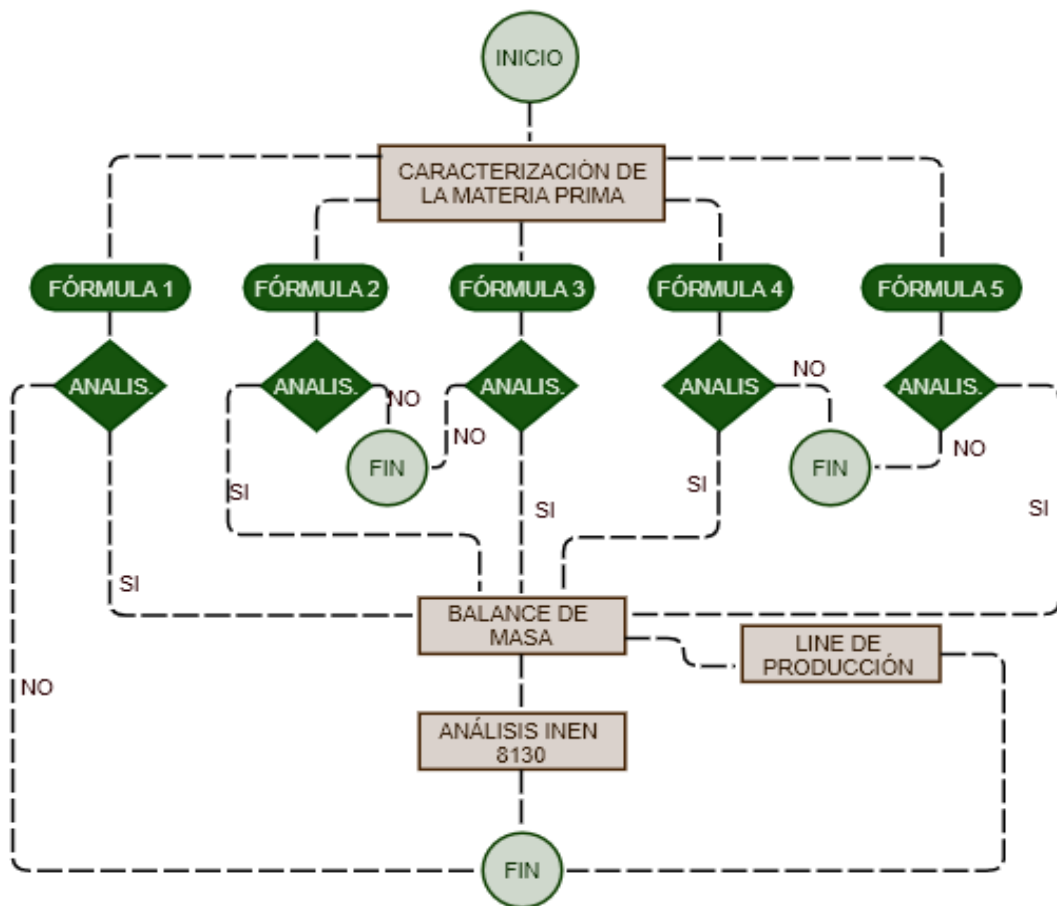 INICIO
CARACTERIZACIÓN DE
LA MATERIA PRIMA
FÓRMULA 1
FÓRMULA 2
FÓRMULA 3
FÓRMULA 4
FÓRMULA 5
ANALIS.
ANALIS.
ANALIS.
ANALIS
ANALIS.
NO
NO
NO
NO
FIN
FIN
SI
SI
SI
SI
SI
BALANCE DE
MASA
LINE DE
PRODUCCIÓN
NO
ANÁLISIS INEN
8130
FIN